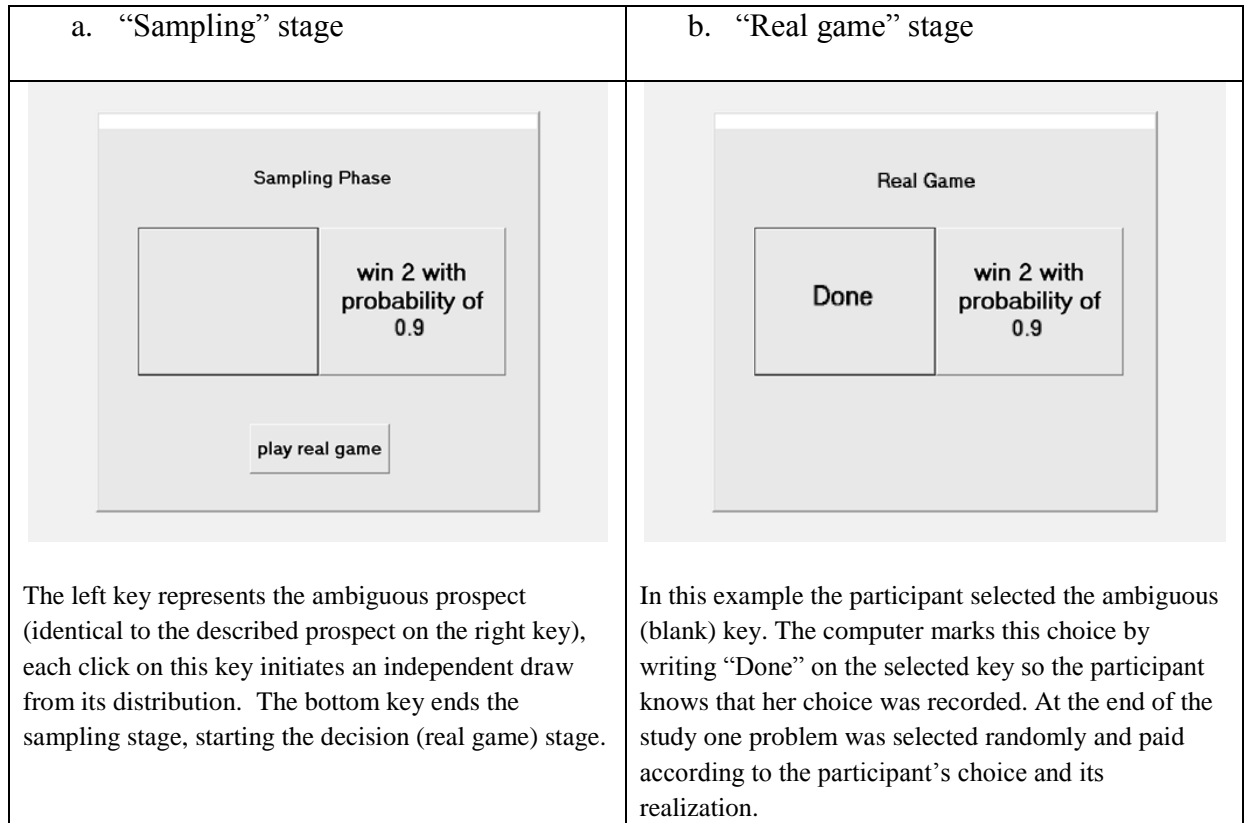 a. “Sampling” stage
b. “Real game” stage
Sampling Phase
win 2 with
probability of
0.9
play real game
Real Game
Done
win 2 with
probability of
0.9
The left key represents the ambiguous prospect
(identical to the described prospect on the right key),
each click on this key initiates an independent draw
from its distribution.  The bottom key ends the
sampling stage, starting the decision (real game) stage.
In this example the participant selected the ambiguous
(blank) key. The computer marks this choice by
writing “Done” on the selected key so the participant
knows that her choice was recorded. At the end of the
study one problem was selected randomly and paid
according to the participant’s choice and its
realization.